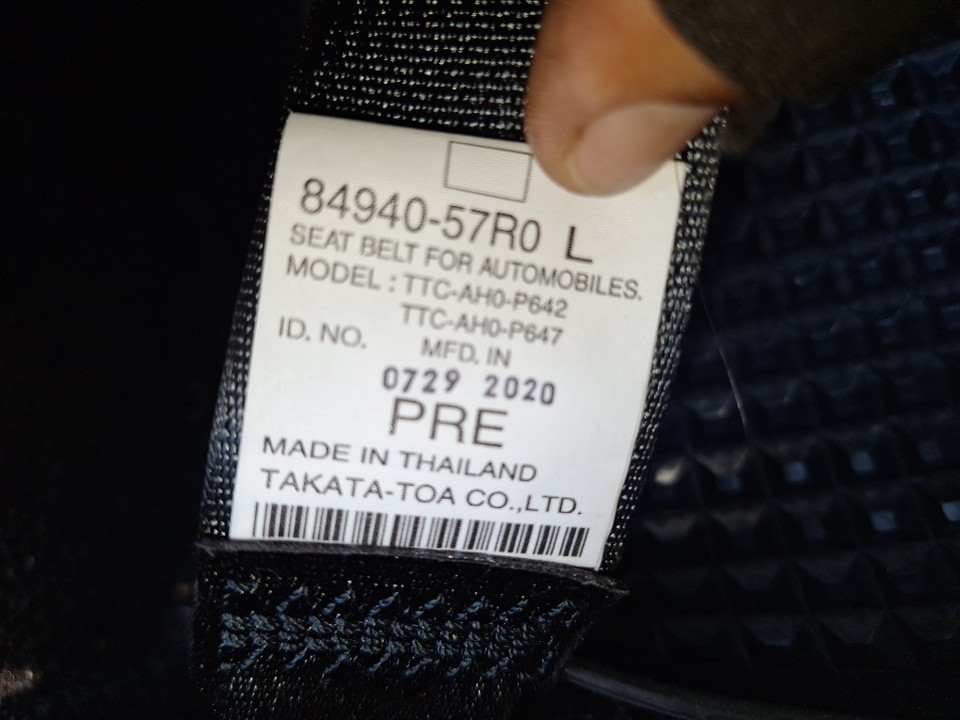 84940-57R0 L
SEAT BELT FOR AUTOMOBILES.
MODEL : TTC-AH0-P642
TTC-AH0-P647
ID. NO. MFD. IN
0729 2020
PRE
MADE IN THAILAND
TAKATA-TOA CO.,LTD.